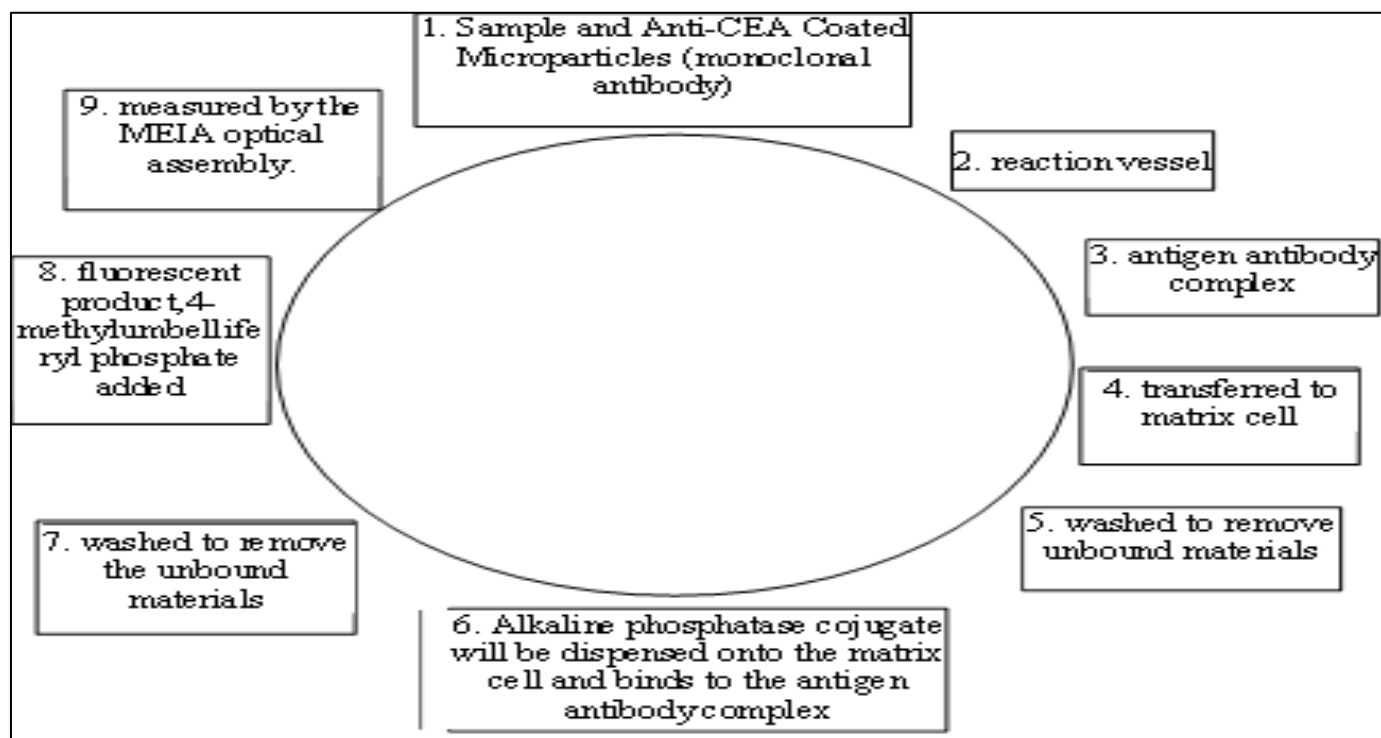 1. Sample and Anti-CEA Coated
Microparticles (monoclonal
antibody)
2. reaction vessel
3. antigen antibody
complex
4. transferred to
matrix cell
5. washed to remove
unbound materials
6. Alkaline phosphatase cojugate
will be dispensed onto the matrix
cell and binds to the antigen
antibody complex
7. washed to remove
the unbound
materials
8. fluorescent
product,4-
methylumbellife
ryl phosphate
added
9. measured by the
MEIA optical
assembly.